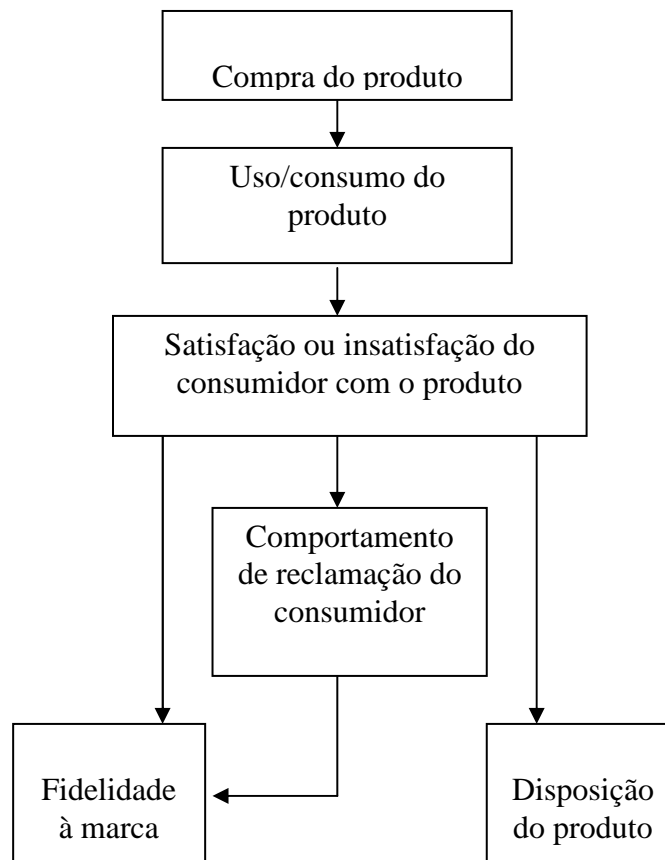 Compra do produto
Uso/consumo do
produto
Satisfação ou insatisfação do
consumidor com o produto
Comportamento
de reclamação do
consumidor
Fidelidade
à marca
Disposição
do produto